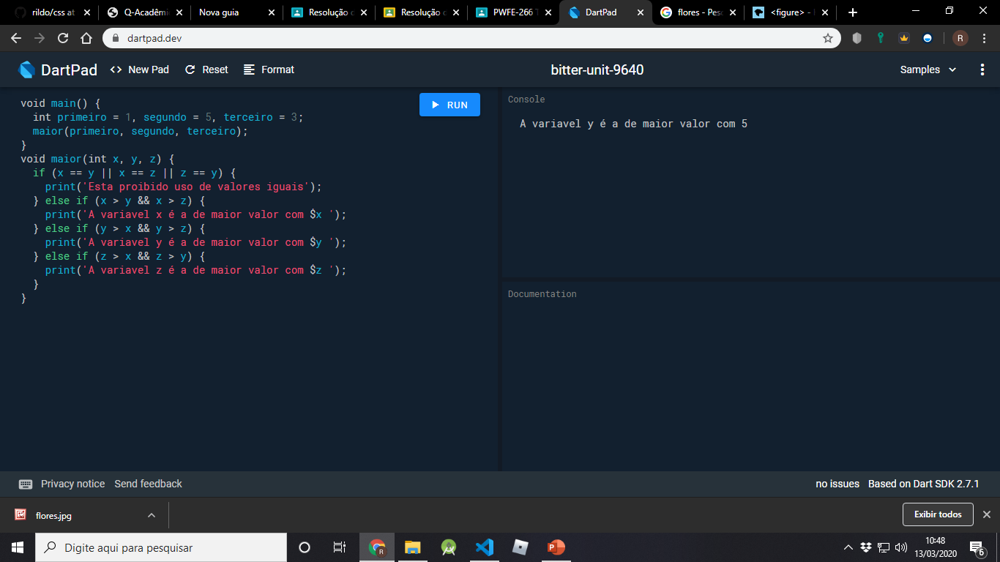 rildo/css at
Q-Acadêmi
Nova guia
Resolução
Resolução
PWFE-266 T
DartPad
flores - Pes
<figure> -
dartpad.dev
R
DartPad
<> New Pad
Reset
Format
bitter-unit-9640
Samples
void main() {
int primeiro = 1, segundo = 5, terceiro = 3;
maior(primeiro, segundo, terceiro);
}
void maior(int x, y, z) {
if (x == y || x == z || z == y) {
print('Esta proibido uso de valores iguais');
} else if (x > y && x > z) {
print('A variavel x é a de maior valor com $x ');
} else if (y > x && y > z) {
print('A variavel y é a de maior valor com $y ');
} else if (z > x && z > y) {
print('A variavel z é a de maior valor com $z ');
}
}
RUN
Console
A variavel y é a de maior valor com 5
Documentation
Privacy notice
Send feedback
no issues
Based on Dart SDK 2.7.1
flores.jpg
Exibir todos
Digite aqui para pesquisar
R
10:48
13/03/2020
6